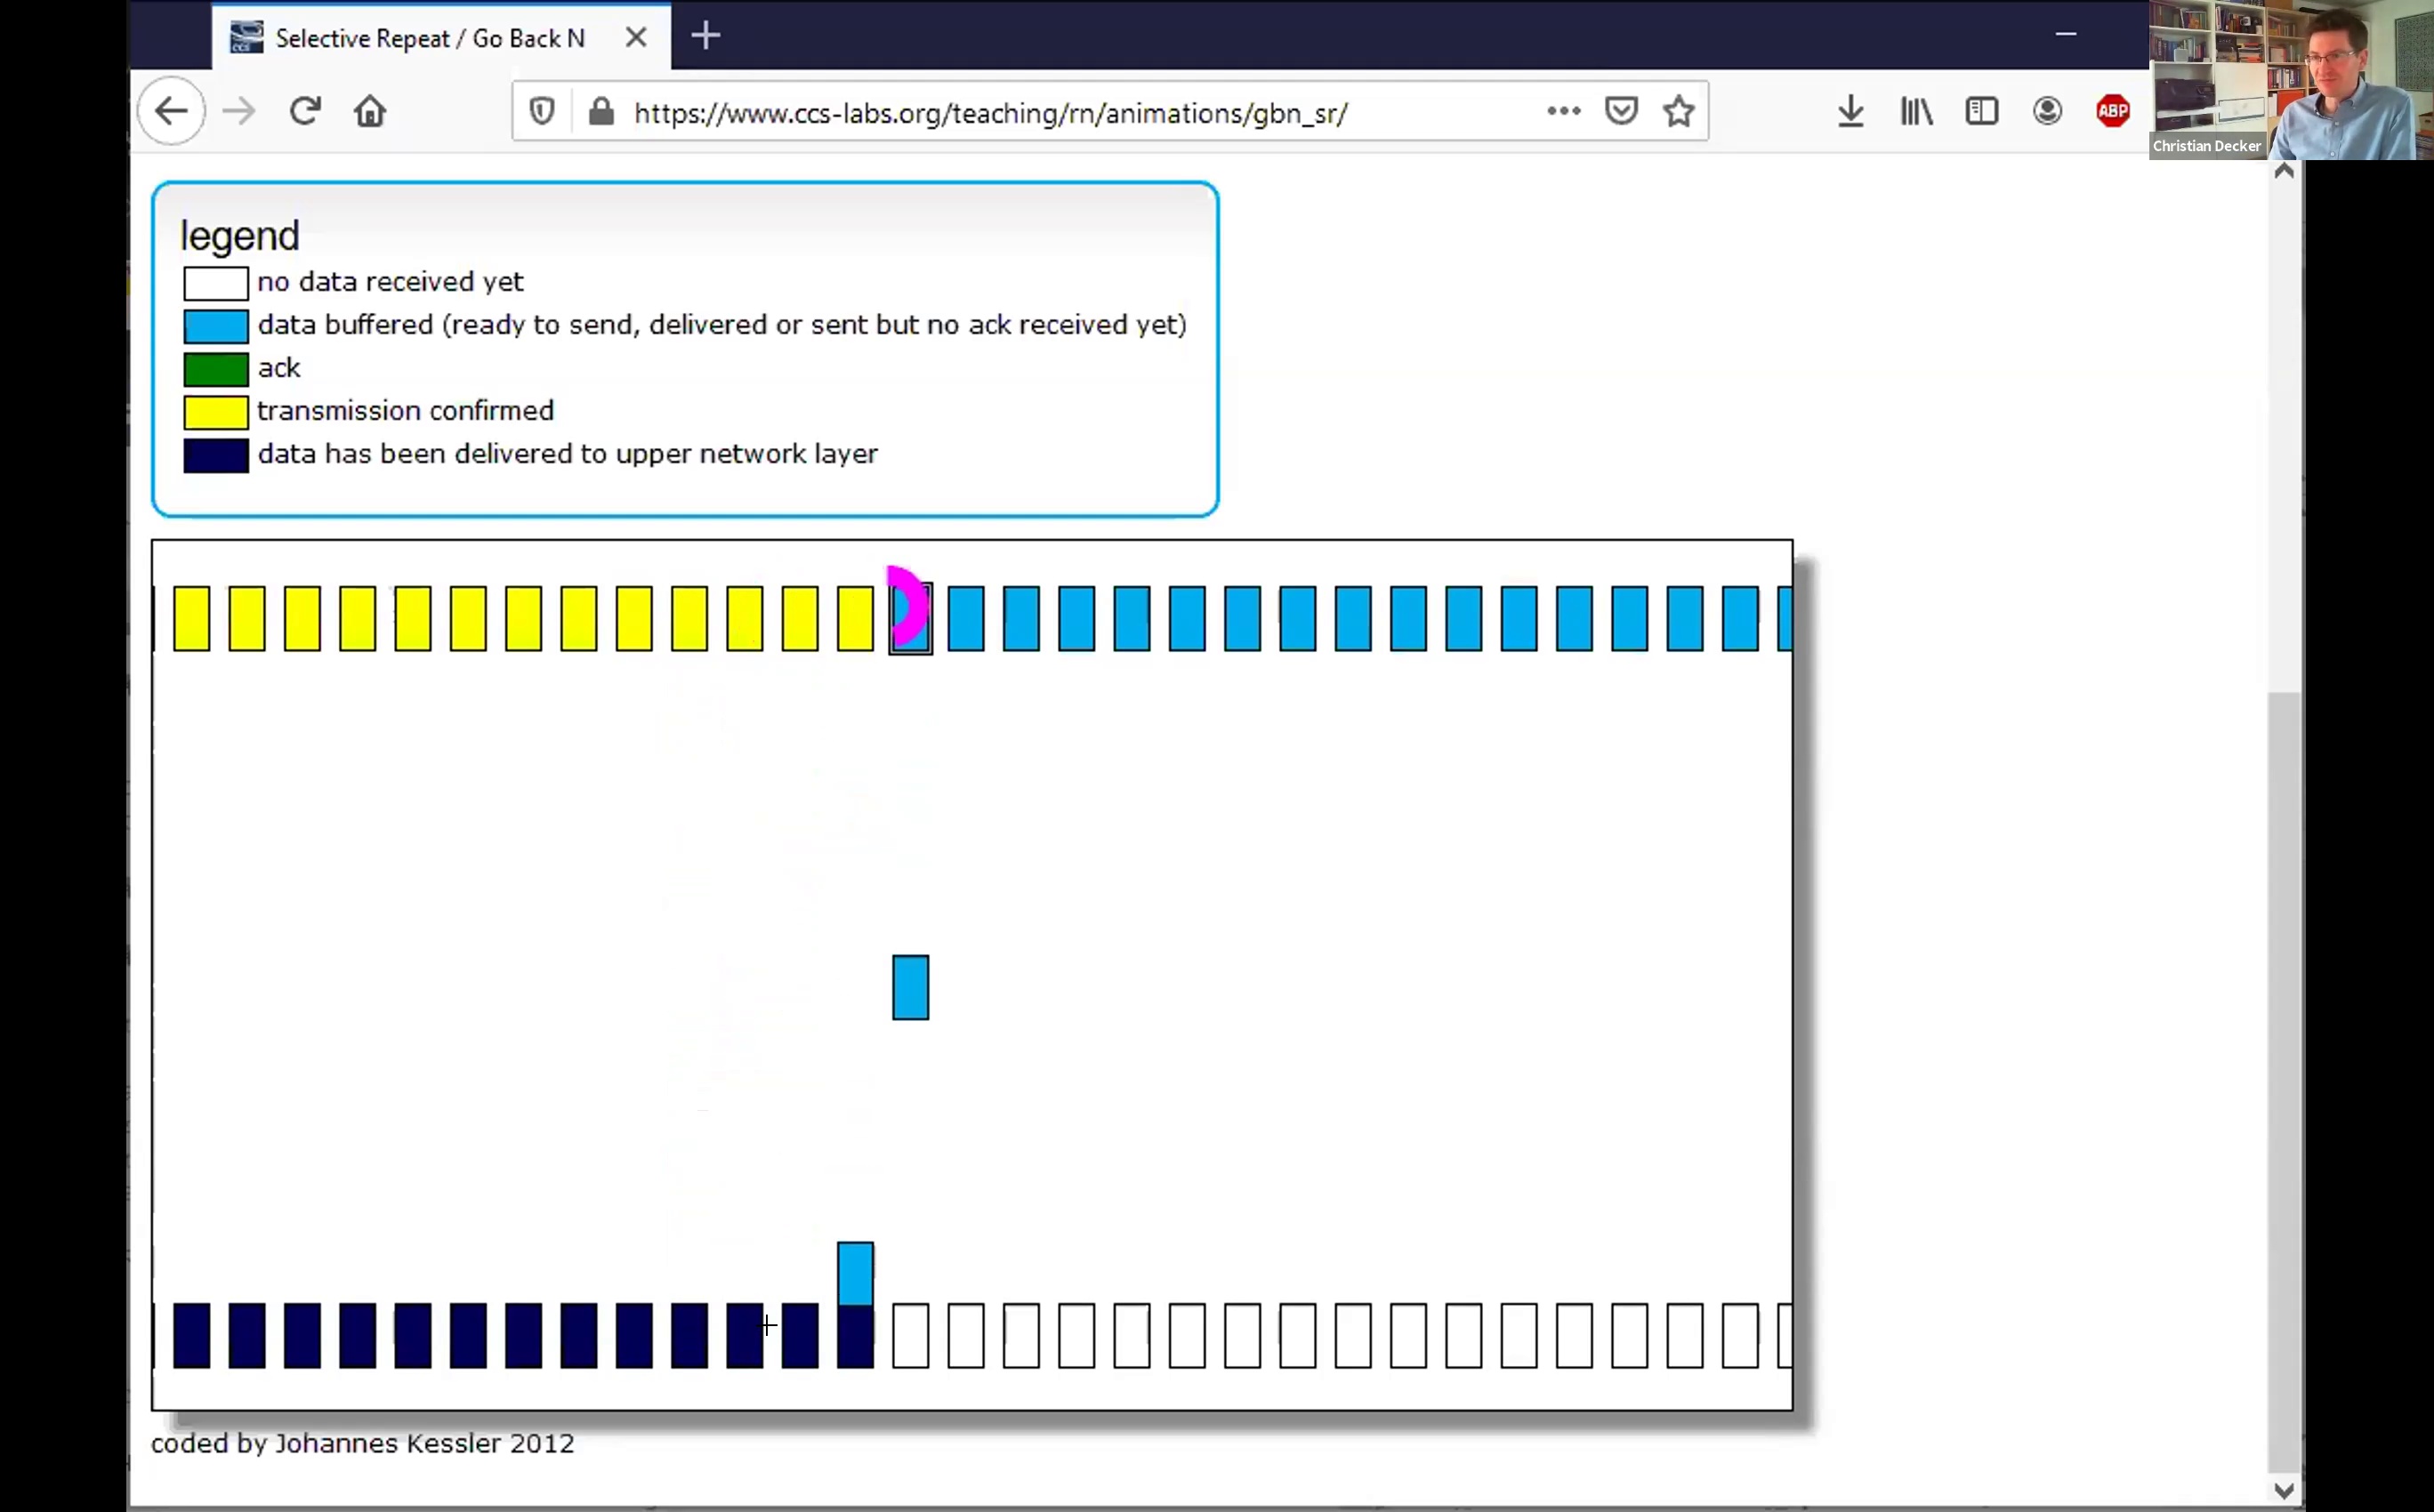 Selective Repeat / Go Back N
https://www.ccs-labs.org/teaching/rn/animations/gbn_sr/
ABP
Christian Decker
legend
no data received yet
data buffered (ready to send, delivered or sent but no ack received yet)
ack
transmission confirmed
data has been delivered to upper network layer
coded by Johannes Kessler 2012